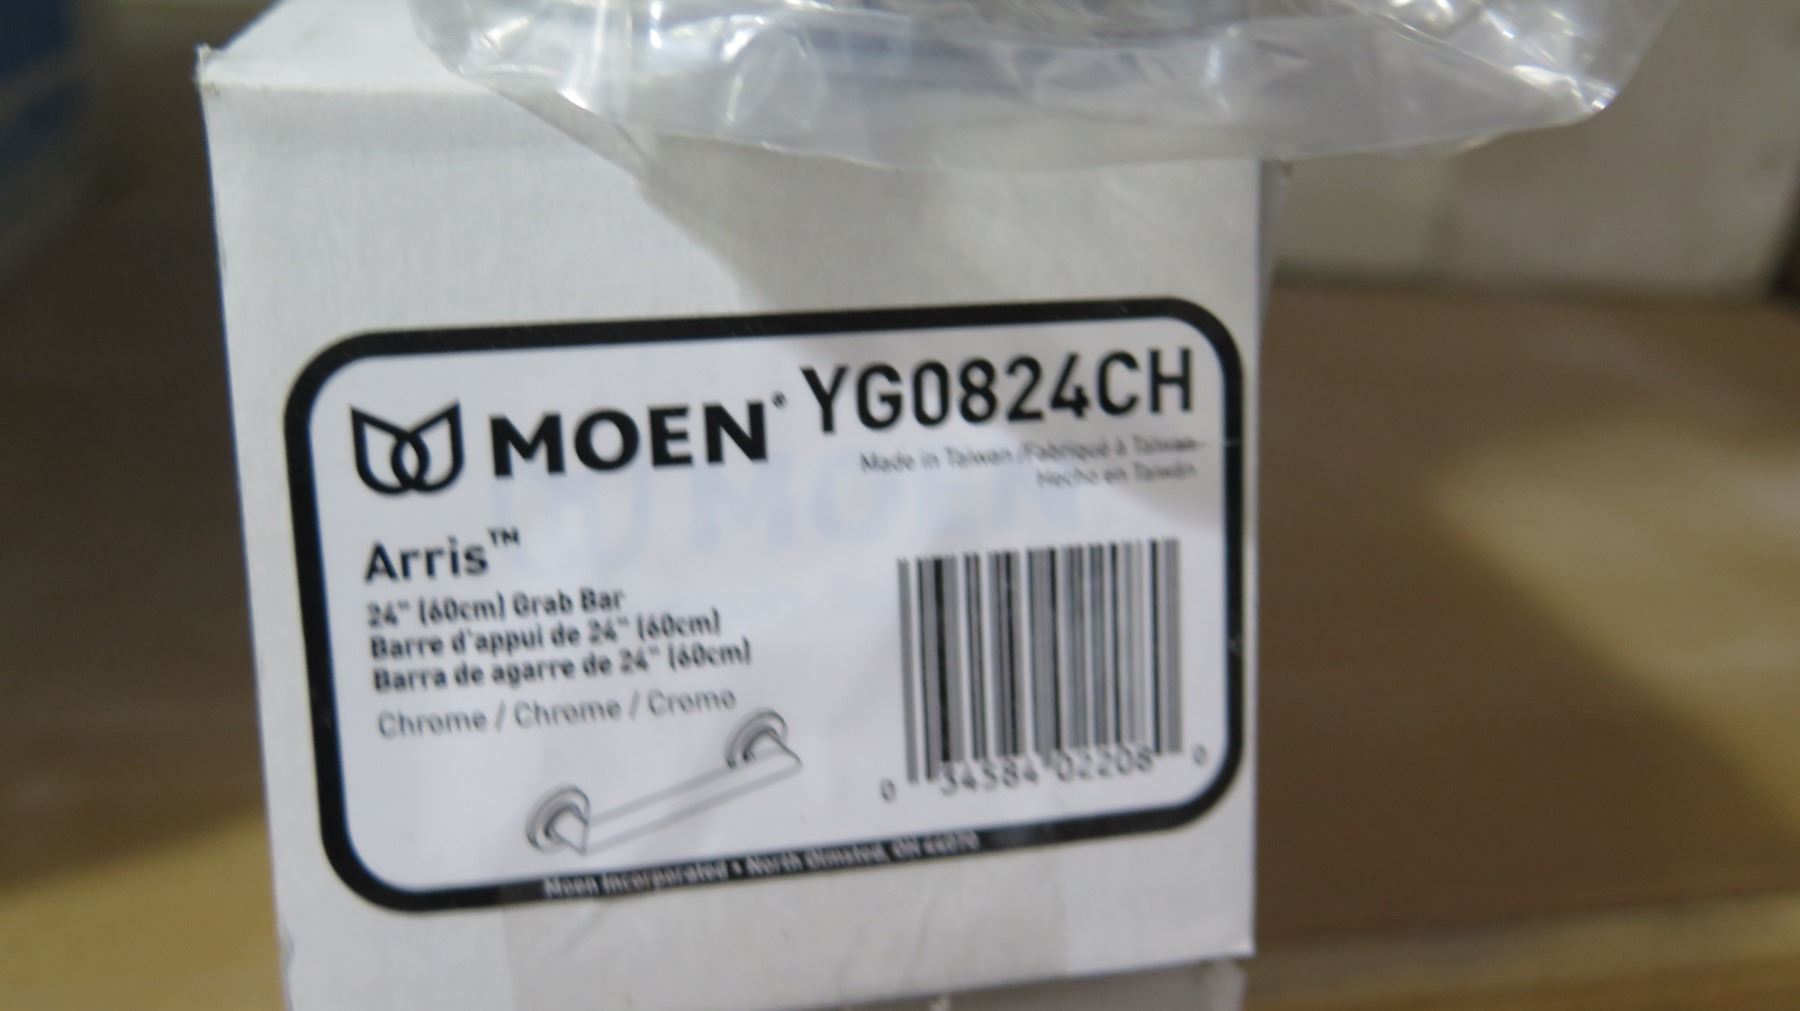 MOEN® YG0824CH
Made in Taiwan/Fabriqué à Taiwan
Hecho en Taiwán
Arris™
24" (60cm) Grab Bar
Barre d'appui de 24" (60cm)
Barra de agarre de 24" (60cm)
Chrome / Chrome / Cromo
0 34584 02208 0
Moen Incorporated • North Olmsted, OH 44070